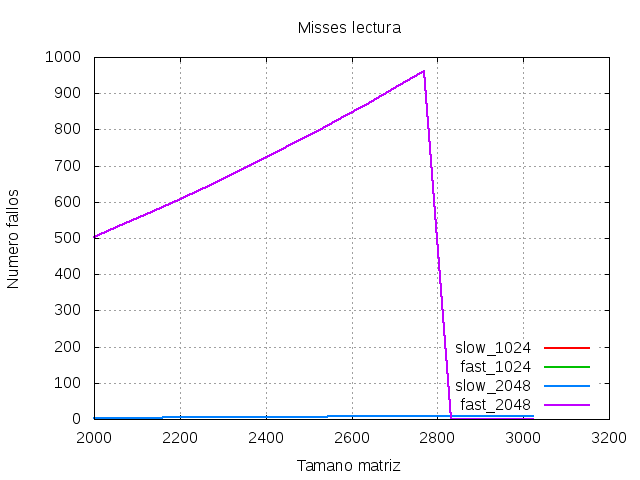 Misses lectura
1000
900
800
700
600
500
400
300
200
100
0
Numero fallos
slow_1024
fast_1024
slow_2048
fast_2048
2000 2200 2400 2600 2800 3000 3200
Tamano matriz